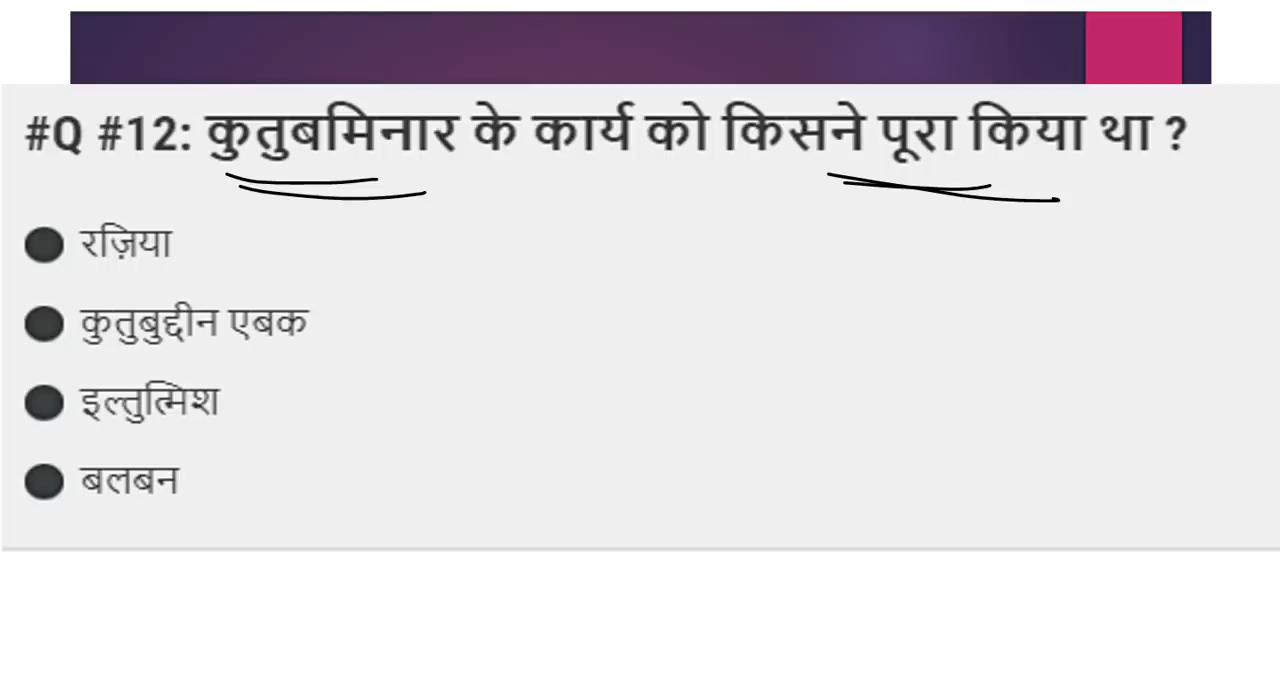 #Q #12: कुतुबमिनार के कार्य को किसने पूरा किया था ?
रज़िया
कुतुबुद्दीन एबक
इल्तुत्मिश
बलबन